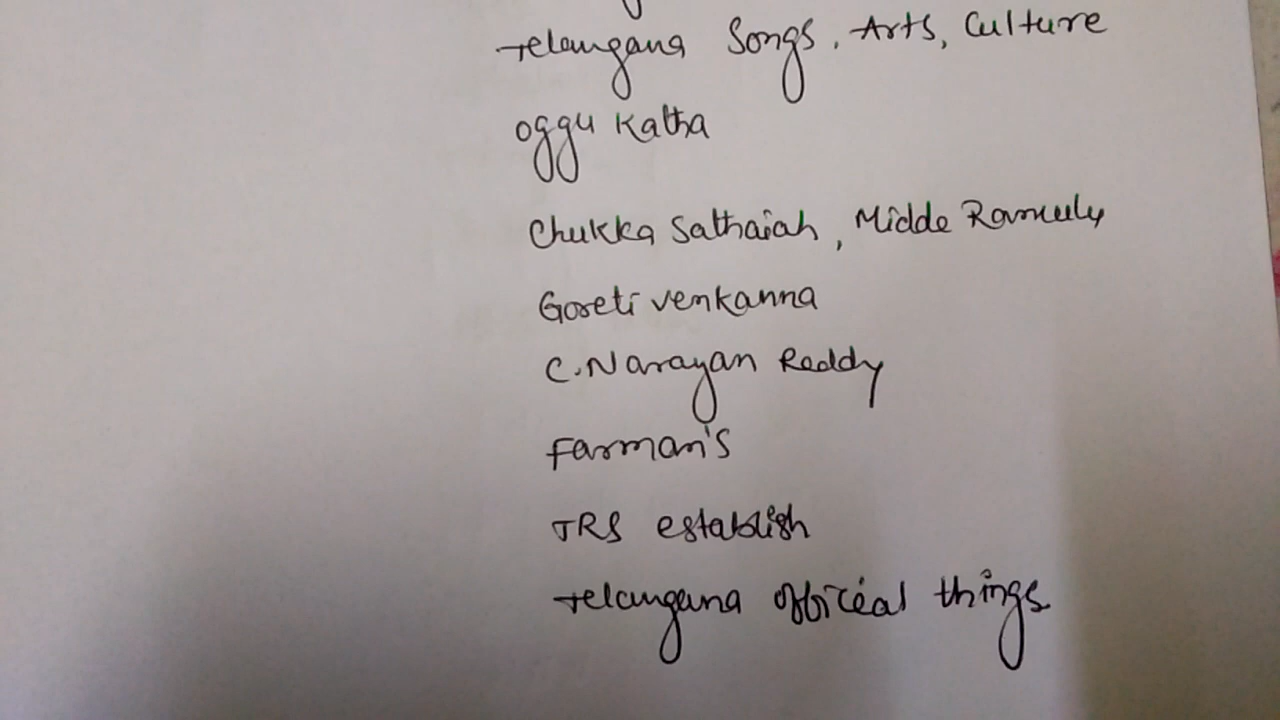 Telangana Songs, Arts, Culture
Oggu Katha
Chukka Sathaiah, Midde Ramulu
Goreti venkanna
C. Narayan Reddy
Farman's
TRS establish
Telangana official things